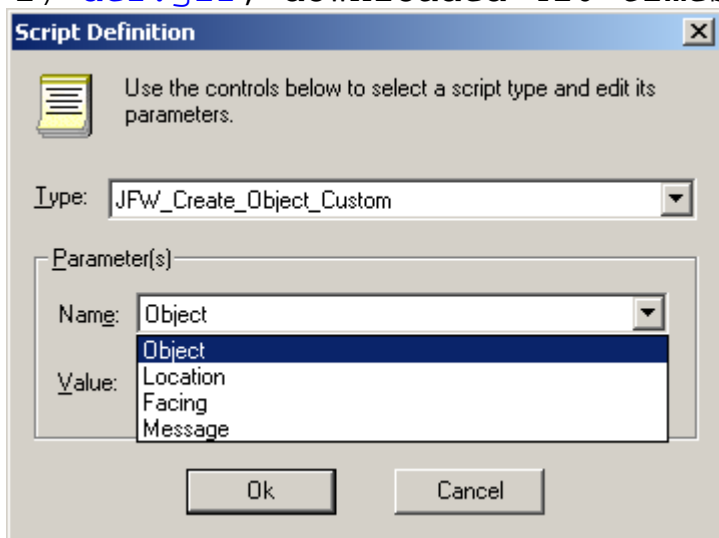 Script Definition
Use the controls below to select a script type and edit its
parameters.
Type: JFW_Create_Object_Custom
Parameter(s)
Name: Object
Object
Value: Location
Facing
Message
Ok Cancel